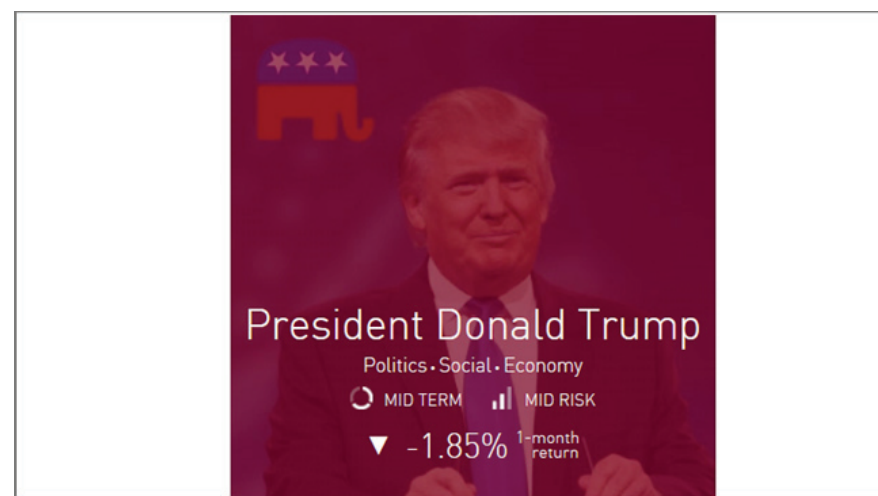 President Donald Trump
Politics • Social • Economy
MID TERM MID RISK
-1.85% 1-month
return